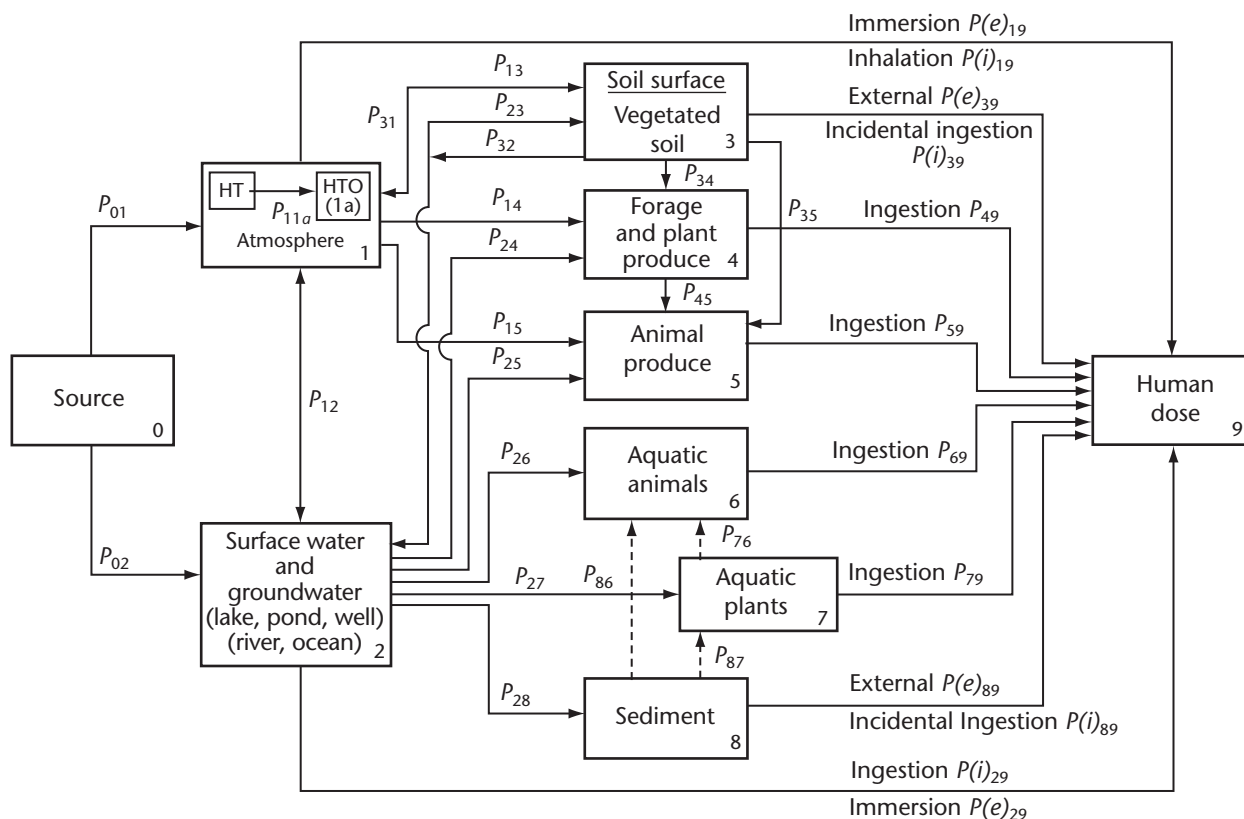 Immersion P(e)19
Inhalation P(i)19
P13
Soil surface
Vegetated
soil
3
External P(e)39
P23
P31
P32
Incidental ingestion
P(i)39
HT
HTO
(1a)
P11a
Atmosphere
1
P01
P34
P35
P14
Forage
and plant
produce
4
Ingestion P49
P24
P45
P15
Animal
produce
5
Ingestion P59
P25
Source
0
P12
Human
dose
9
P26
Aquatic
animals
6
Ingestion P69
P02
Surface water
and
groundwater
(lake, pond, well)
(river, ocean)
2
P76
P27
P86
Aquatic
plants
7
Ingestion P79
P87
P28
Sediment
8
External P(e)89
Incidental Ingestion P(i)89
Ingestion P(i)29
Immersion P(e)29